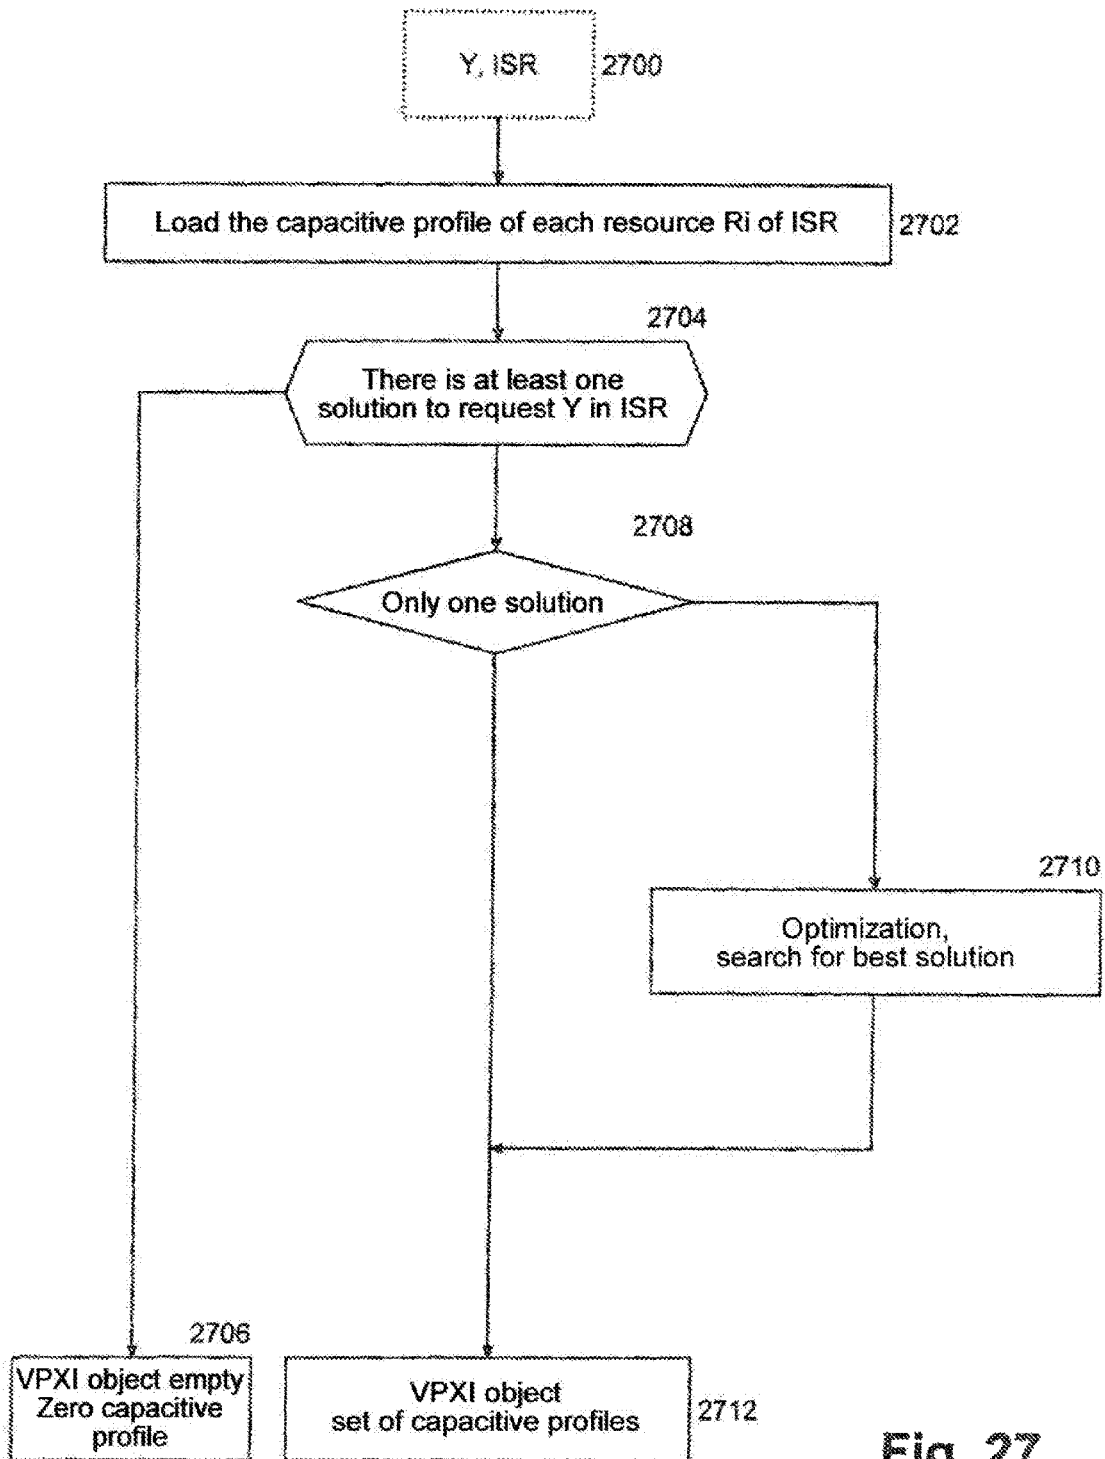 Y, ISR
2700
Load the capacitive profile of each resource Ri of ISR
2702
2704
There is at least one
solution to request Y in ISR
2708
Only one solution
2710
Optimization,
search for best solution
2706
VPXI object empty
Zero capacitive
profile
VPXI object
set of capacitive profiles
2712
Fig. 27